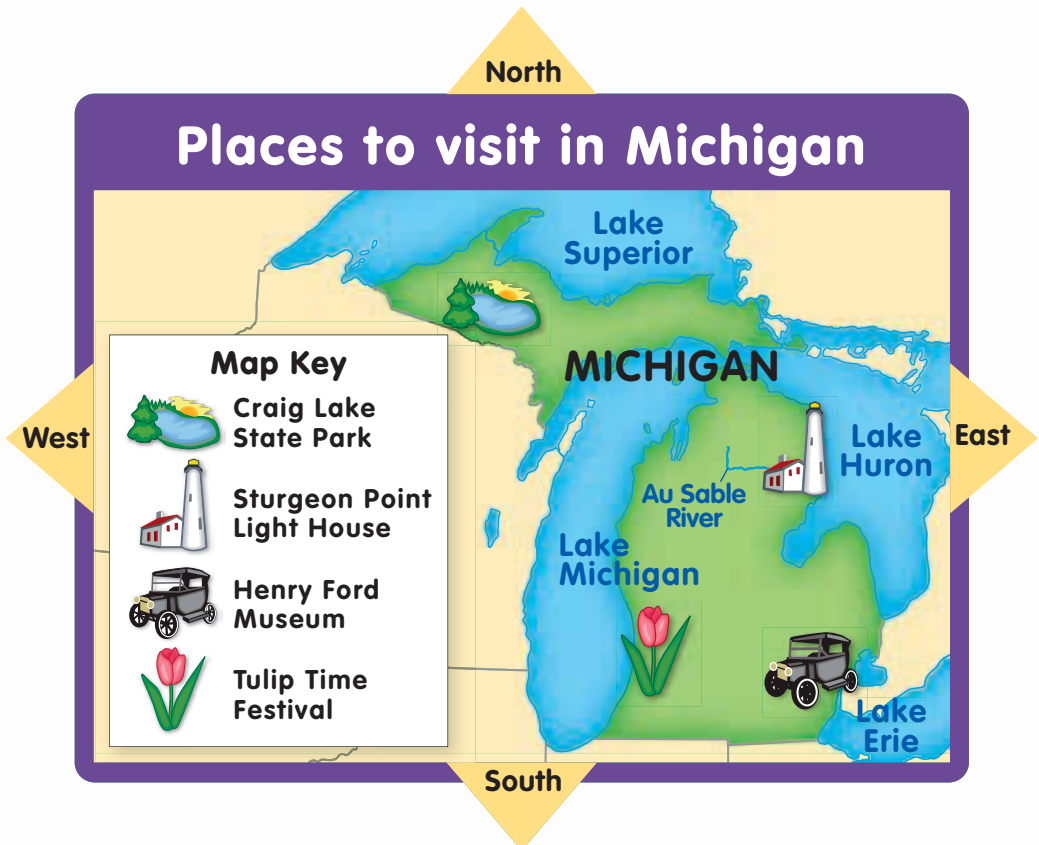 North
Places to visit in Michigan
Lake
Superior
MICHIGAN
Map Key
Craig Lake
State Park
Sturgeon Point
Light House
Henry Ford
Museum
Tulip Time
Festival
West
East
Lake
Huron
Au Sable
River
Lake
Michigan
Lake
Erie
South